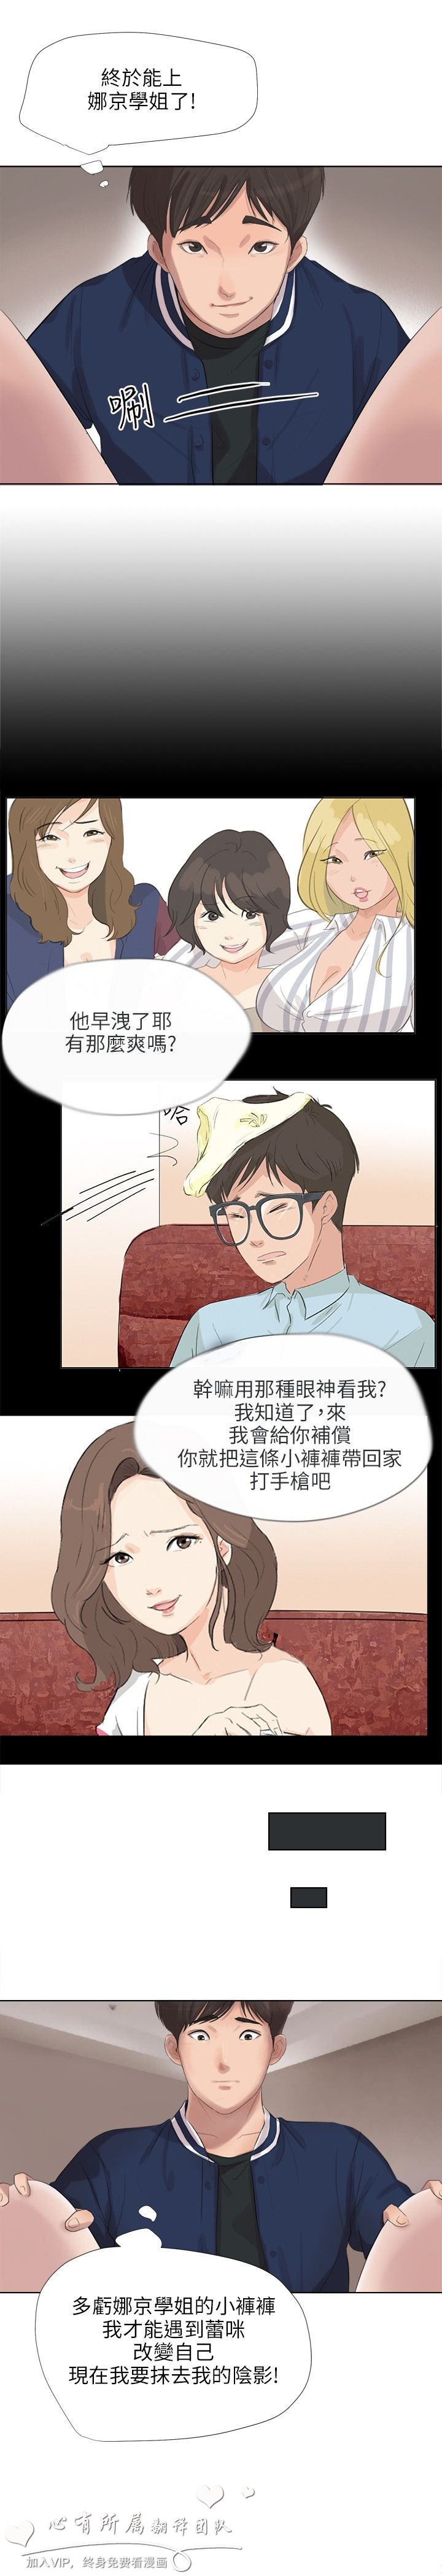 終於能上
娜京學姐了!
唰
他早洩了耶
有那麼爽嗎?
哈
幹嘛用那種眼神看我?
我知道了,來
我會給你補償
你就把這條小褲褲帶回家
打手槍吧
多虧娜京學姐的小褲褲
我才能遇到蕾咪
改變自己
現在我要抹去我的陰影!
心有所属翻译团队
加入VIP，终身免费看漫画